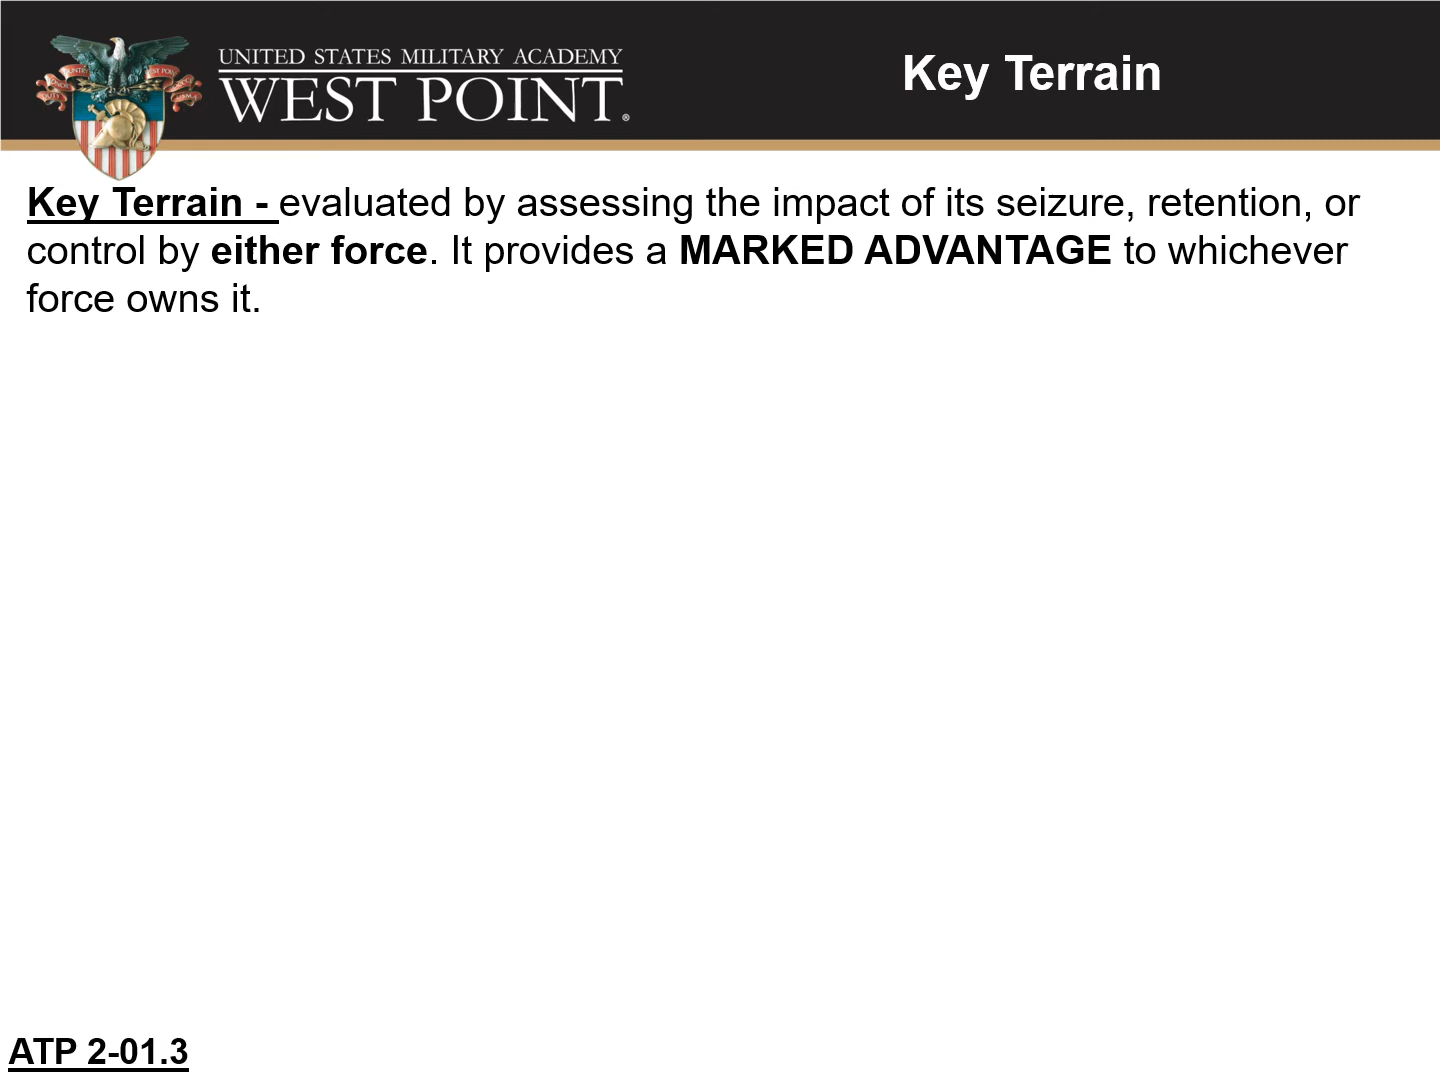 UNITED STATES MILITARY ACADEMY
WEST POINT®
Key Terrain
Key Terrain - evaluated by assessing the impact of its seizure, retention, or
control by either force. It provides a MARKED ADVANTAGE to whichever
force owns it.
ATP 2-01.3